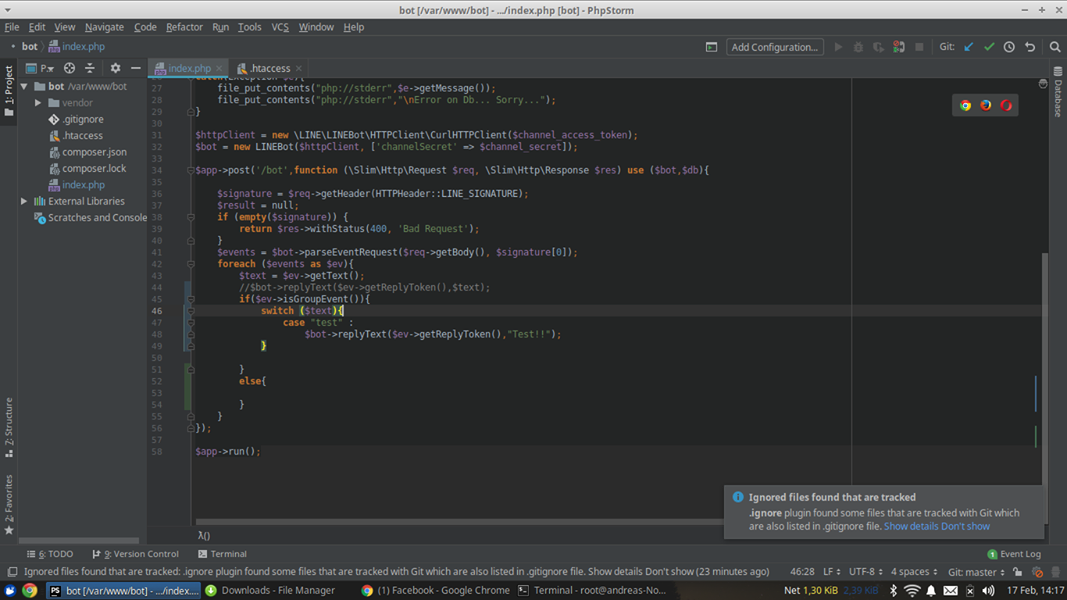 bot [/var/www/bot] - .../index.php [bot] - PhpStorm
File Edit View Navigate Code Refactor Run Tools VCS Window Help
bot index.php Add Configuration... Git:
1: Project P.. index.php .htaccess
bot /var/www/bot
vendor
.gitignore
.htaccess
composer.json
composer.lock
index.php
External Libraries
Scratches and Console
27 file_put_contents("php://stderr",$e->getMessage());
28 file_put_contents("php://stderr","\nError on Db... Sorry...");
29 }
30
31 $httpClient = new \LINE\LINEBot\HTTPClient\CurlHTTPClient($channel_access_token);
32 $bot = new LINEBot($httpClient, ['channelSecret' => $channel_secret]);
33
34 $app->post('/bot',function (\Slim\Http\Request $req, \Slim\Http\Response $res) use ($bot,$db){
35
36 $signature = $req->getHeader(HTTPHeader::LINE_SIGNATURE);
37 $result = null;
38 if (empty($signature)) {
39 return $res->withStatus(400, 'Bad Request');
40 }
41 $events = $bot->parseEventRequest($req->getBody(), $signature[0]);
42 foreach ($events as $ev){
43 $text = $ev->getText();
44 //$bot->replyText($ev->getReplyToken(),$text);
45 if($ev->isGroupEvent()){
46 switch ($text){
47 case "test" :
48 $bot->replyText($ev->getReplyToken(),"Test!!");
49 }
50
51 }
52 else{
53
54 }
55 }
56 });
57
58 $app->run();
Database
7: Structure
2: Favorites
Ignored files found that are tracked
.ignore plugin found some files that are tracked with Git which
are also listed in .gitignore file. Show details Don't show
λ()
6: TODO 9: Version Control Terminal 1 Event Log
Ignored files found that are tracked: .ignore plugin found some files that are tracked with Git which are also listed in .gitignore file. Show details Don't show (23 minutes ago) 46:28 LF UTF-8 4 spaces Git: master
PS bot [/var/www/bot] - .../index.... Downloads - File Manager (1) Facebook - Google Chrome Terminal - root@andreas-No... Net 1,30 KiB 2,39 KiB 17 Feb, 14:17